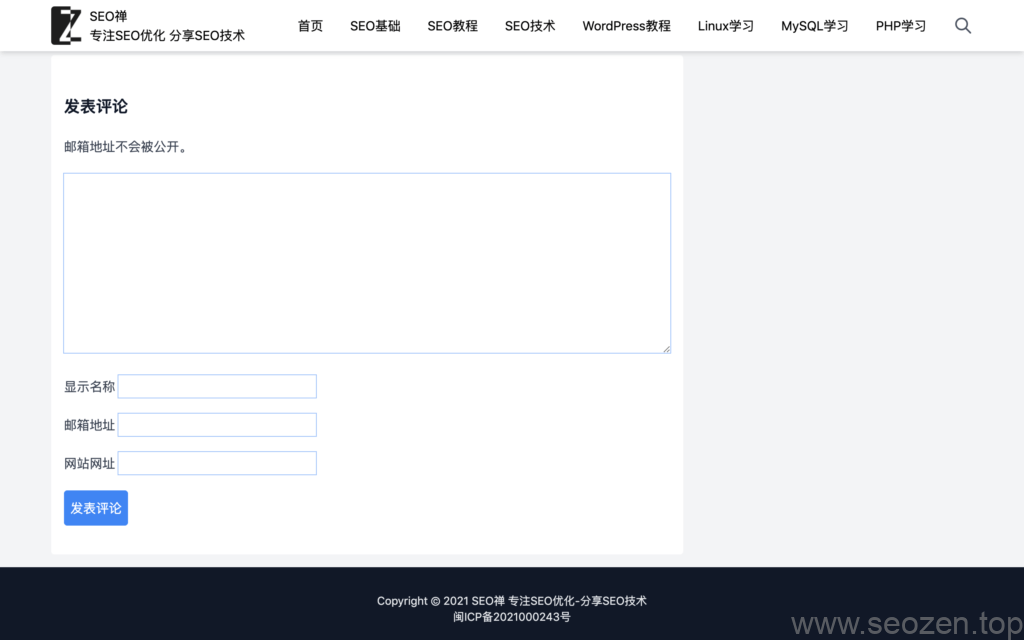 SEO禅
专注SEO优化 分享SEO技术
首页 SEO基础 SEO教程 SEO技术 WordPress教程 Linux学习 MySQL学习 PHP学习
发表评论
邮箱地址不会被公开。
显示名称
邮箱地址
网站网址
发表评论
Copyright © 2021 SEO禅 专注SEO优化-分享SEO技术
闽ICP备2021000243号
www.seozen.top